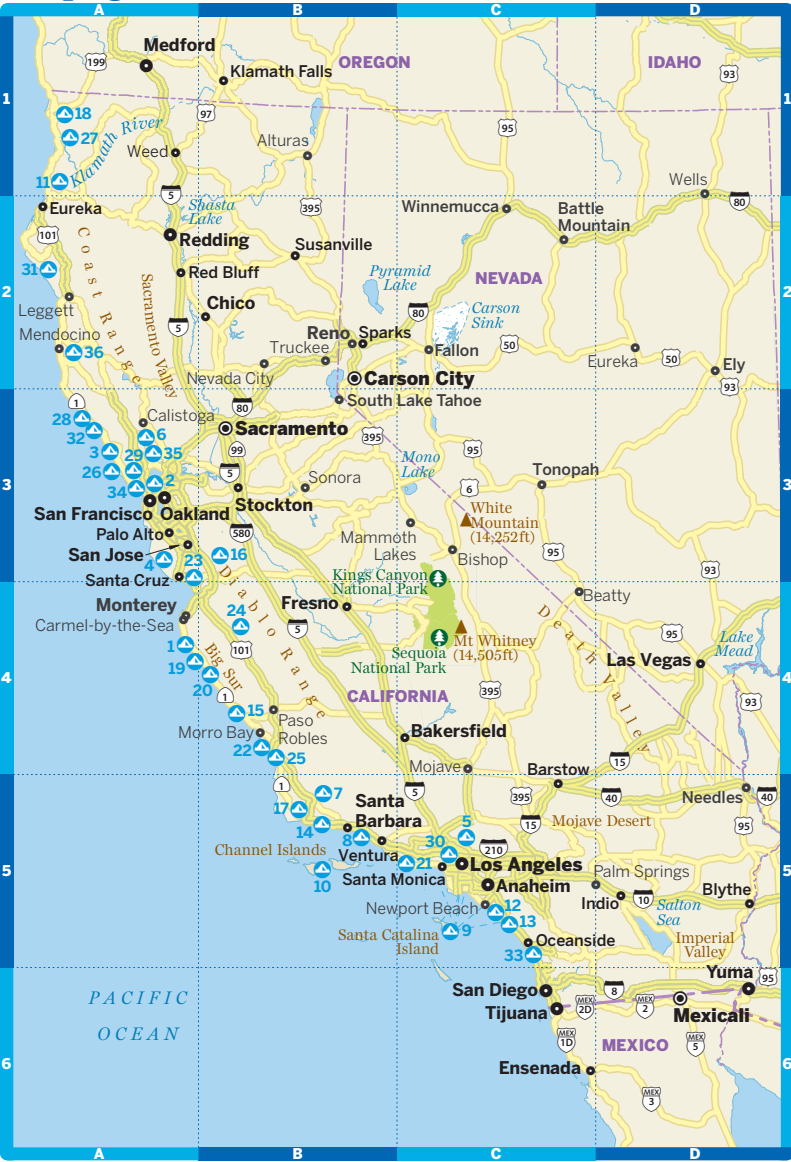 A
B
C
D
Medford
199
Klamath Falls
OREGON
IDAHO
93
1
1
18
97
27
Klamath River
Alturas
95
Weed
11
Wells
5
Shasta
Lake
395
80
Eureka
Winnemucca
Battle
Mountain
101
Redding
Susanville
Coast Range
31
Red Bluff
Pyramid
Lake
NEVADA
2
2
Sacramento Valley
Leggett
Chico
80
Carson
Sink
5
Mendocino
Reno
Sparks
50
36
Truckee
Fallon
Eureka
50
Ely
Nevada City
Carson City
93
1
80
South Lake Tahoe
28
Calistoga
Sacramento
32
6
395
3
29
35
99
95
26
5
Mono
Lake
Tonopah
2
Sonora
6
3
3
34
San Francisco
Oakland
Stockton
White
Mountain
(14,252ft)
Palo Alto
580
Mammoth
Lakes
95
San Jose
16
Bishop
4
23
93
Santa Cruz
Kings Canyon
National Park
Monterey
Diablo Range
Fresno
Beatty
Carmel-by-the-Sea
24
5
Death Valley
1
101
Mt Whitney
(14,505ft)
Lake
Mead
19
Big Sur
Sequoia
National Park
Las Vegas
20
4
4
1
CALIFORNIA
395
93
15
Paso
Robles
Morro Bay
Bakersfield
22
25
15
Mojave
Barstow
1
7
5
395
40
Needles
40
17
Santa
Barbara
15
Mojave Desert
95
14
5
8
30
210
Channel Islands
Ventura
21
Los Angeles
10
Santa Monica
Palm Springs
5
5
Anaheim
Blythe
Indio
10
Newport Beach
12
Salton
Sea
13
Santa Catalina
Island
9
Oceanside
Imperial
Valley
33
Yuma
95
PACIFIC
OCEAN
San Diego
8
Tijuana
MEX
2D
MEX
2
Mexicali
MEX
1D
MEXICO
MEX
5
6
6
Ensenada
MEX
3
A
B
C
D